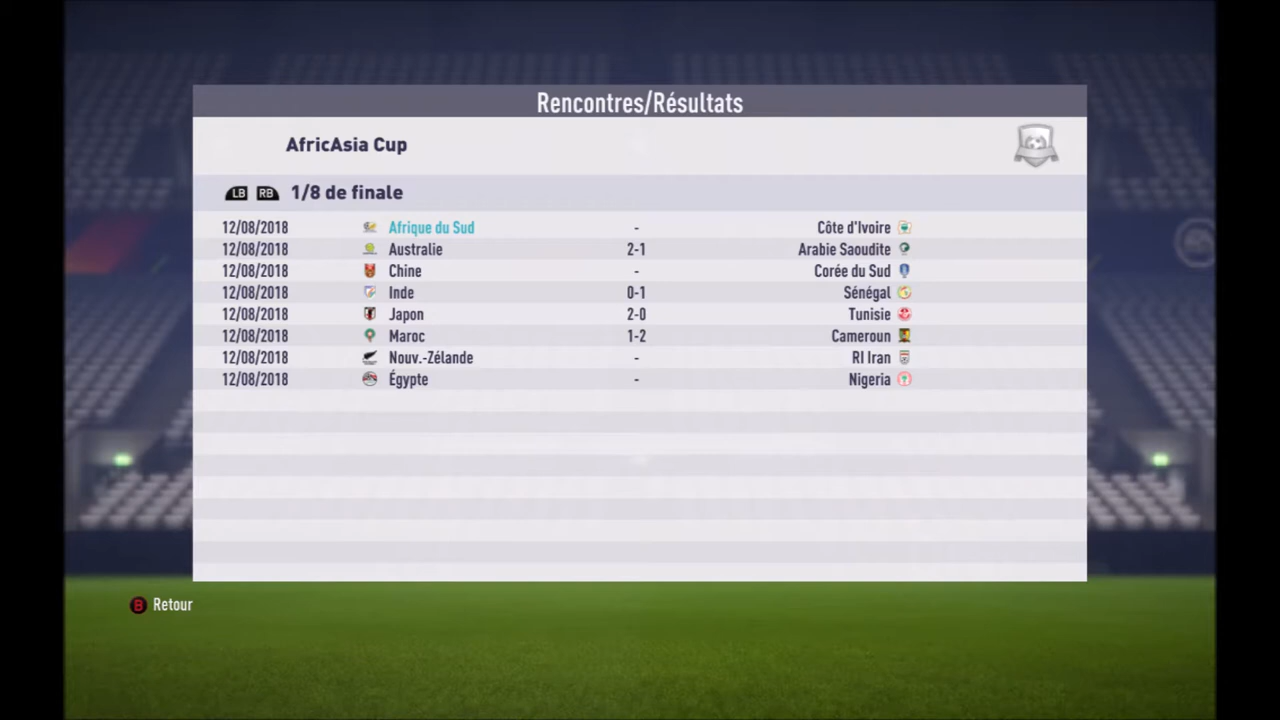 Rencontres/Résultats
AfricAsia Cup
LB RB 1/8 de finale
12/08/2018 Afrique du Sud - Côte d'Ivoire
12/08/2018 Australie 2-1 Arabie Saoudite
12/08/2018 Chine - Corée du Sud
12/08/2018 Inde 0-1 Sénégal
12/08/2018 Japon 2-0 Tunisie
12/08/2018 Maroc 1-2 Cameroun
12/08/2018 Nouv.-Zélande - RI Iran
12/08/2018 Égypte - Nigeria
B Retour